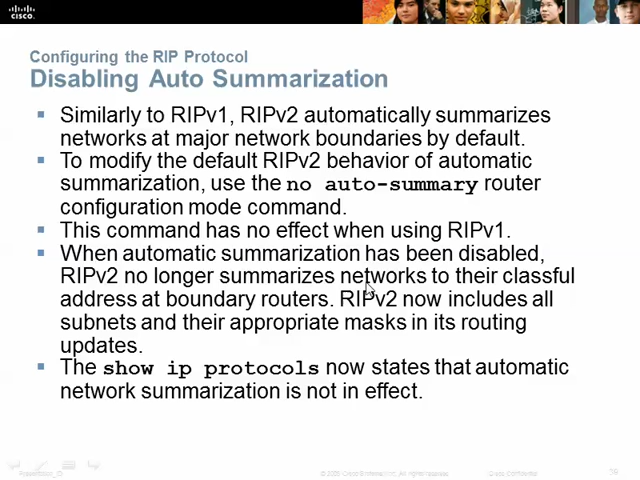 CISCO
Configuring the RIP Protocol
Disabling Auto Summarization
Similarly to RIPv1, RIPv2 automatically summarizes
networks at major network boundaries by default.
To modify the default RIPv2 behavior of automatic
summarization, use the no auto-summary router
configuration mode command.
This command has no effect when using RIPv1.
When automatic summarization has been disabled,
RIPv2 no longer summarizes networks to their classful
address at boundary routers. RIPv2 now includes all
subnets and their appropriate masks in its routing
updates.
The show ip protocols now states that automatic
network summarization is not in effect.
Presentation_ID
Cisco Confidential